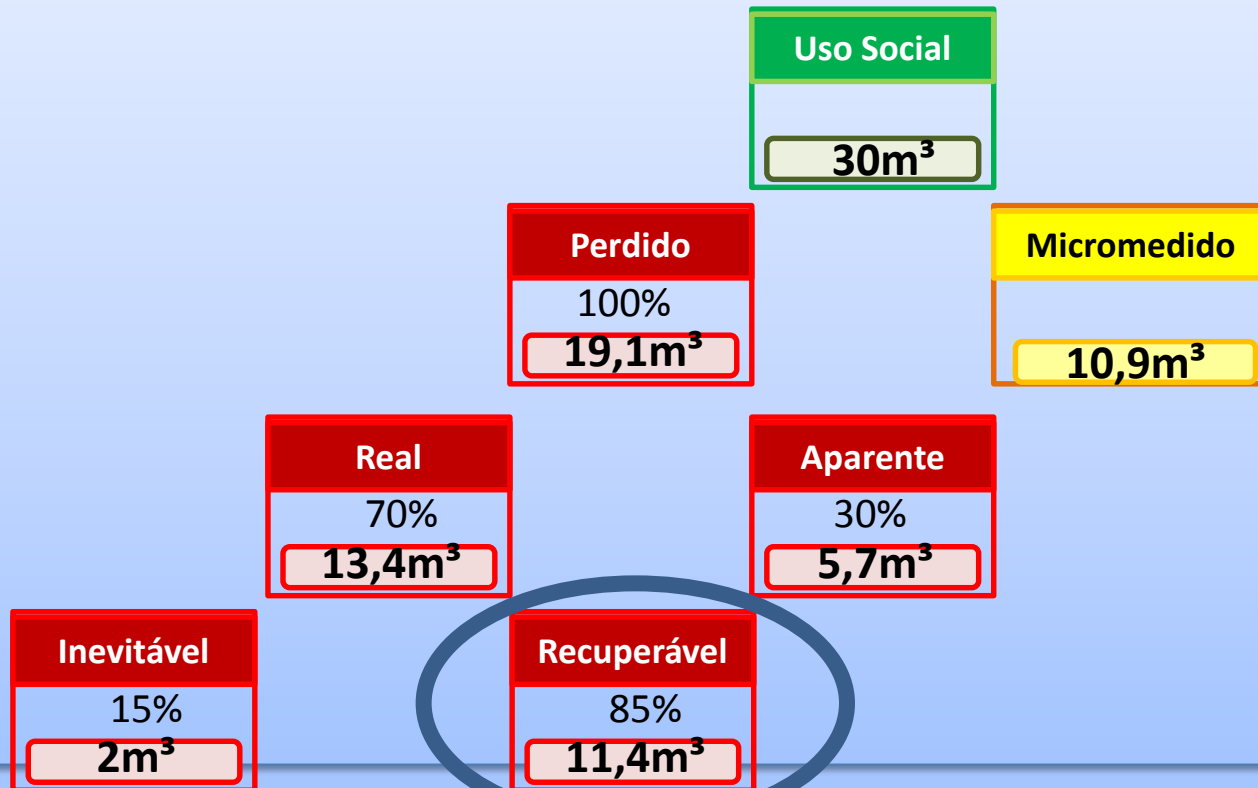 Uso Social
30m³
Perdido
100%
19,1m³
Micromedido
10,9m³
Real
70%
13,4m³
Aparente
30%
5,7m³
Inevitável
15%
2m³
Recuperável
85%
11,4m³